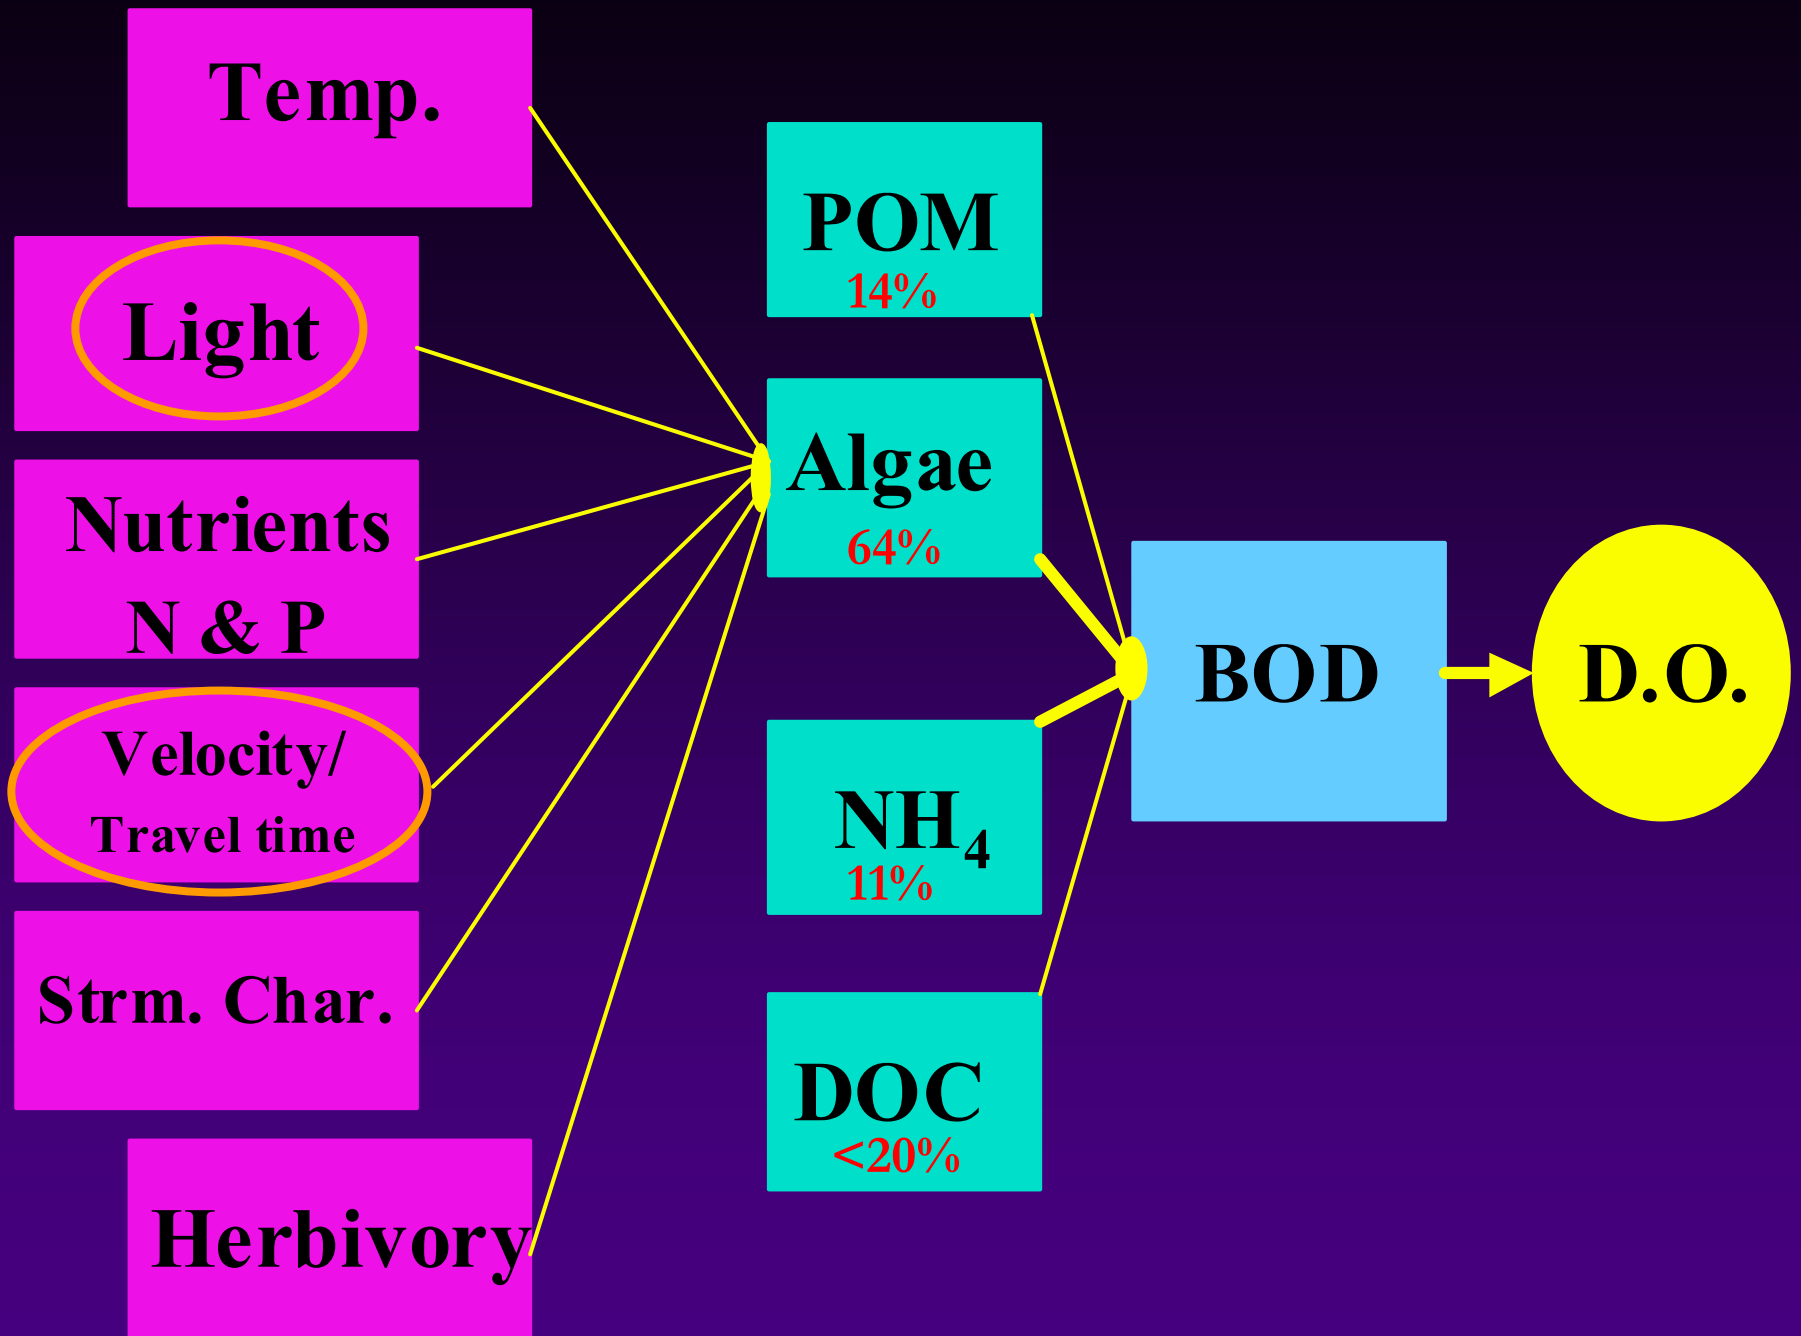 Temp.
Light
Nutrients
N & P
Velocity/
Travel time
Strm. Char.
Herbivory
POM
14%
Algae
64%
NH₄
11%
DOC
<20%
BOD
D.O.